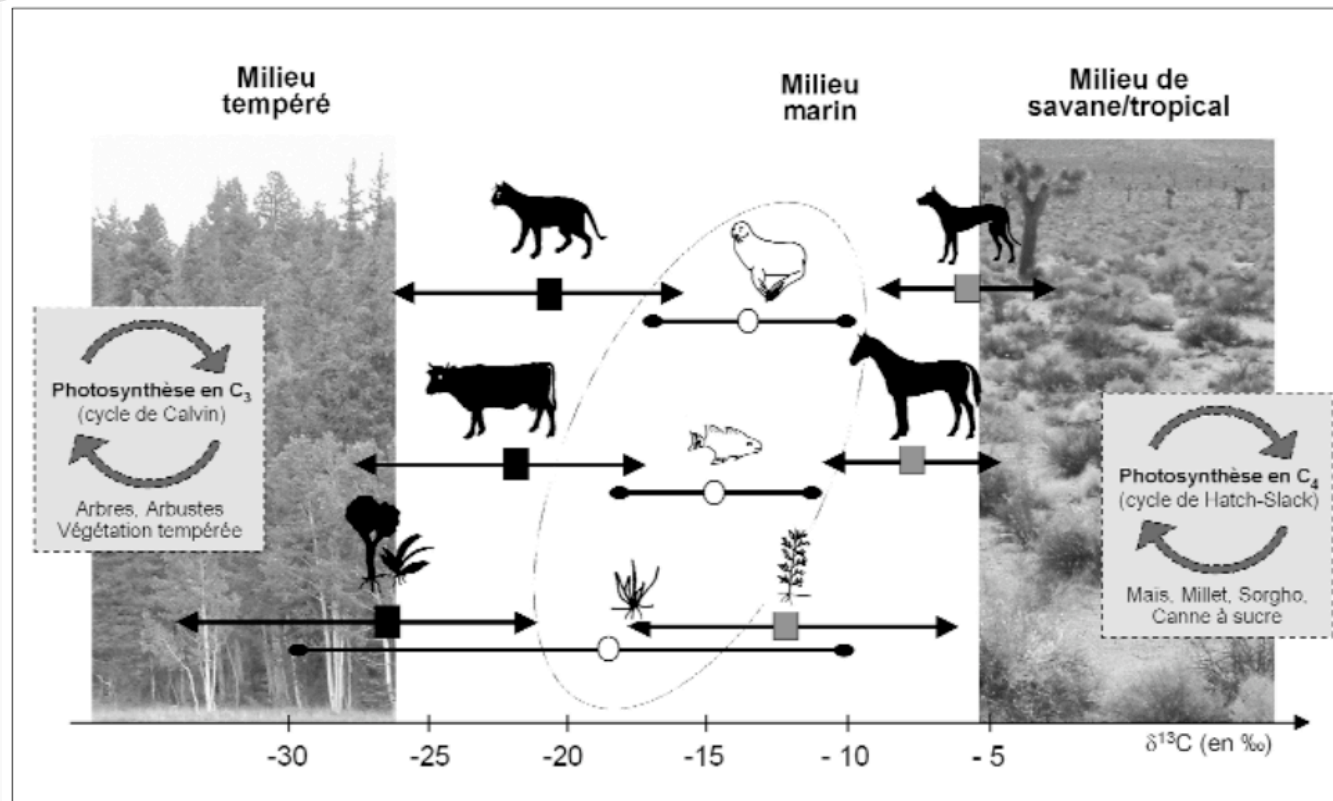 Milieu
tempéré
Milieu
marin
Milieu de
savane/tropical
Photosynthèse en C₃
(cycle de Calvin)
Arbres, Arbustes
Végétation tempérée
Photosynthèse en C₄
(cycle de Hatch-Slack)
Maïs, Millet, Sorgho,
Canne à sucre
-30 -25 -20 -15 - 10 - 5
δ¹³C (en ‰)